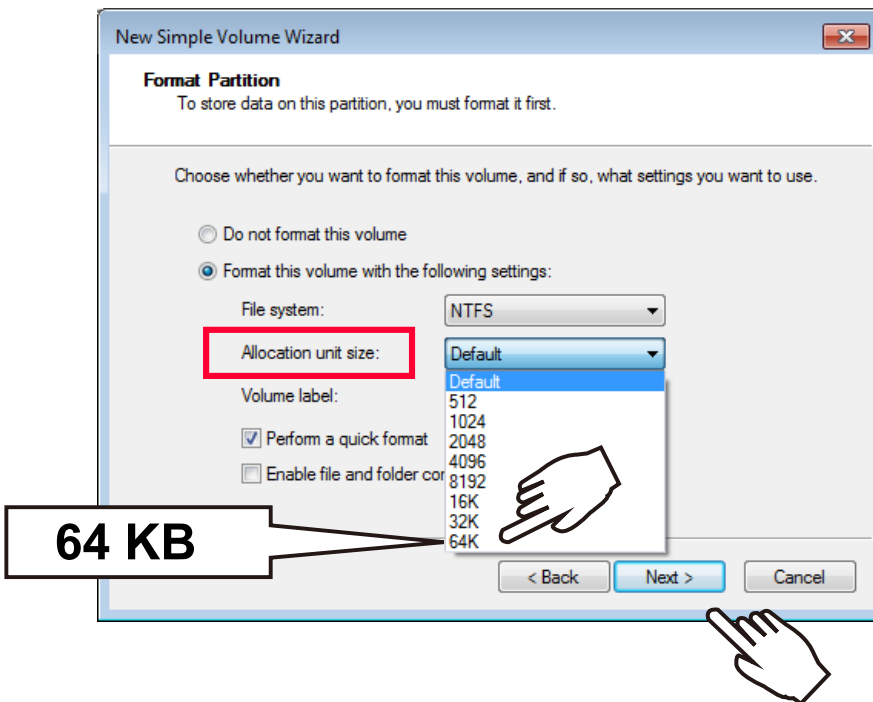 New Simple Volume Wizard
Format Partition
To store data on this partition, you must format it first.
Choose whether you want to format this volume, and if so, what settings you want to use.
Do not format this volume
Format this volume with the following settings:
File system: NTFS
Allocation unit size: Default
Default
Volume label:
512
1024
Perform a quick format 2048
4096
Enable file and folder cor 8192
16K
32K
64 KB
64K
< Back Next > Cancel